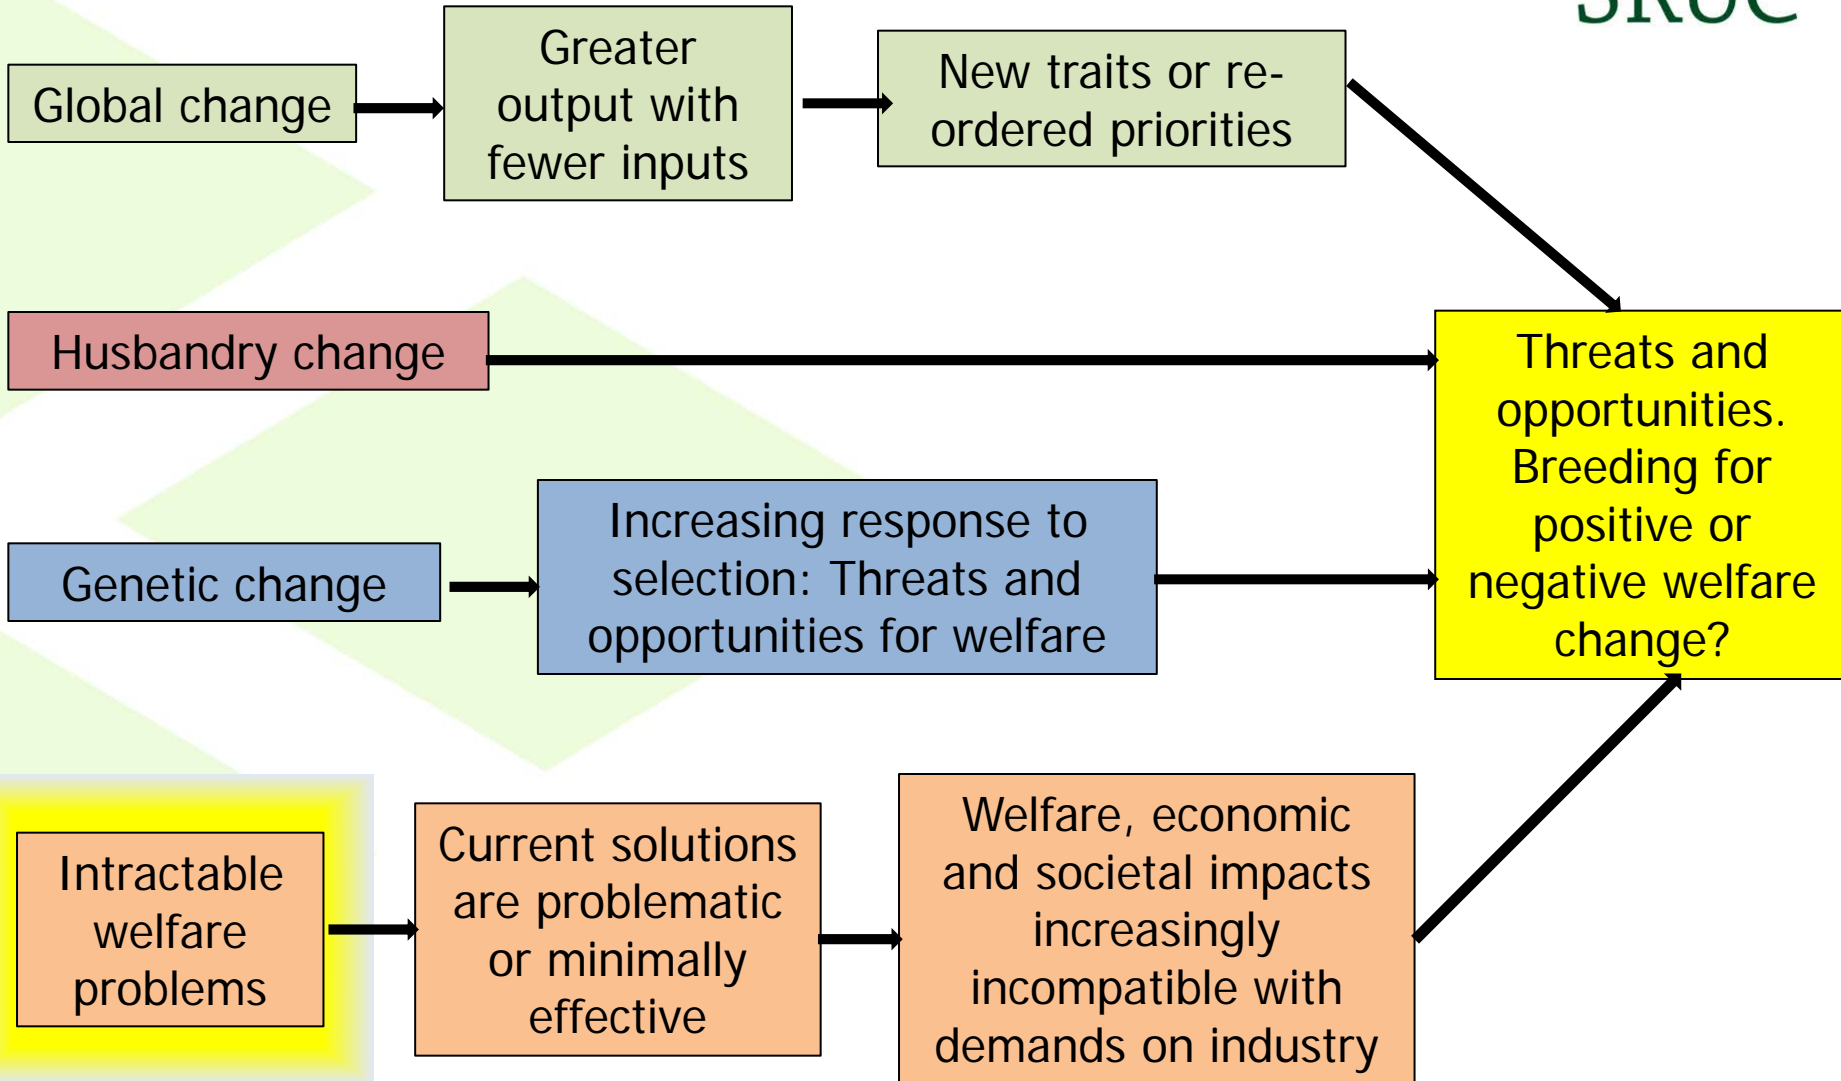 SRUC
Global change
Greater
output with
fewer inputs
New traits or re-
ordered priorities
Husbandry change
Threats and
opportunities.
Breeding for
positive or
negative welfare
change?
Genetic change
Increasing response to
selection: Threats and
opportunities for welfare
Intractable
welfare
problems
Current solutions
are problematic
or minimally
effective
Welfare, economic
and societal impacts
increasingly
incompatible with
demands on industry